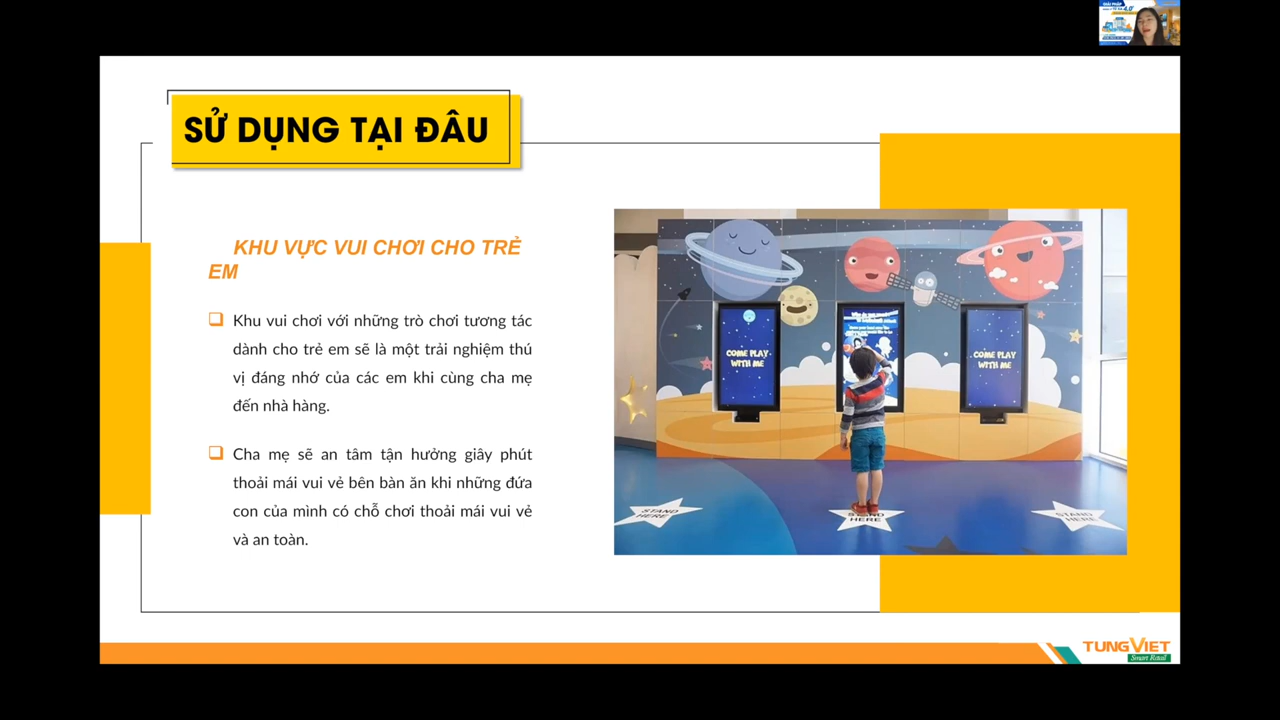 GIẢI PHÁP
4.0
SỬ DỤNG TẠI ĐÂU
KHU VỰC VUI CHƠI CHO TRẺ
EM
❑ Khu vui chơi với những trò chơi tương tác
dành cho trẻ em sẽ là một trải nghiệm thú
vị đáng nhớ của các em khi cùng cha mẹ
đến nhà hàng.
❑ Cha mẹ sẽ an tâm tận hưởng giây phút
thoải mái vui vẻ bên bàn ăn khi những đứa
con của mình có chỗ chơi thoải mái vui vẻ
và an toàn.
COME PLAY
WITH ME
COME PLAY
WITH ME
STAND
HERE
STAND
HERE
STAND
HERE
TUNGVIET
Smart Retail